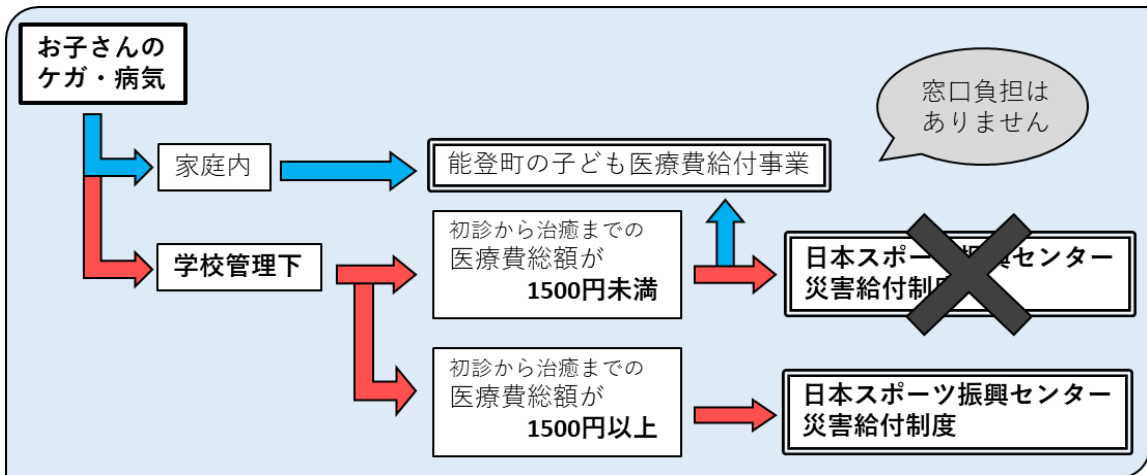 お子さんの
ケガ・病気
窓口負担は
ありません
家庭内
能登町の子ども医療費給付事業
学校管理下
初診から治癒までの
医療費総額が
1500円未満
日本スポーツ振興センター
災害給付制度
初診から治癒までの
医療費総額が
1500円以上
日本スポーツ振興センター
災害給付制度